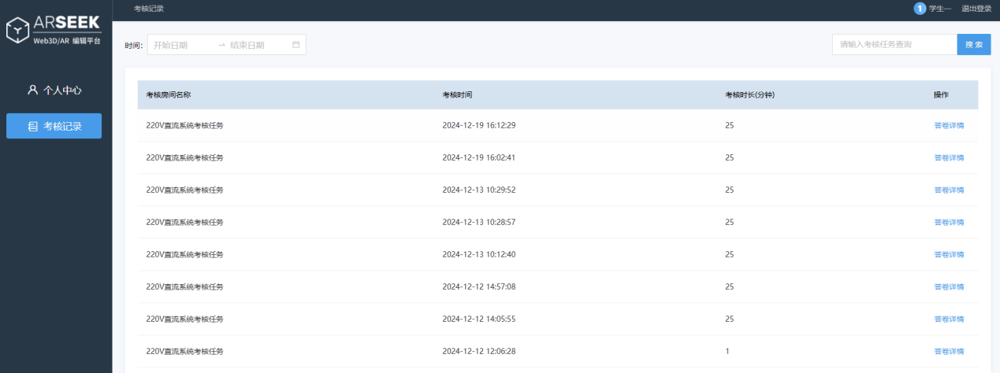 考核记录
1 学生一 退出登录
ARSEEK
Web3D/AR 编辑平台
个人中心
考核记录
时间: 开始日期 → 结束日期
请输入考核任务查询 搜 索
考核房间名称 考核时间 考核时长(分钟) 操作
220V直流系统考核任务 2024-12-19 16:12:29 25 答卷详情
220V直流系统考核任务 2024-12-19 16:02:41 25 答卷详情
220V直流系统考核任务 2024-12-13 10:29:52 25 答卷详情
220V直流系统考核任务 2024-12-13 10:28:57 25 答卷详情
220V直流系统考核任务 2024-12-13 10:12:40 25 答卷详情
220V直流系统考核任务 2024-12-12 14:57:08 25 答卷详情
220V直流系统考核任务 2024-12-12 14:05:55 25 答卷详情
220V直流系统考核任务 2024-12-12 12:06:28 1 答卷详情